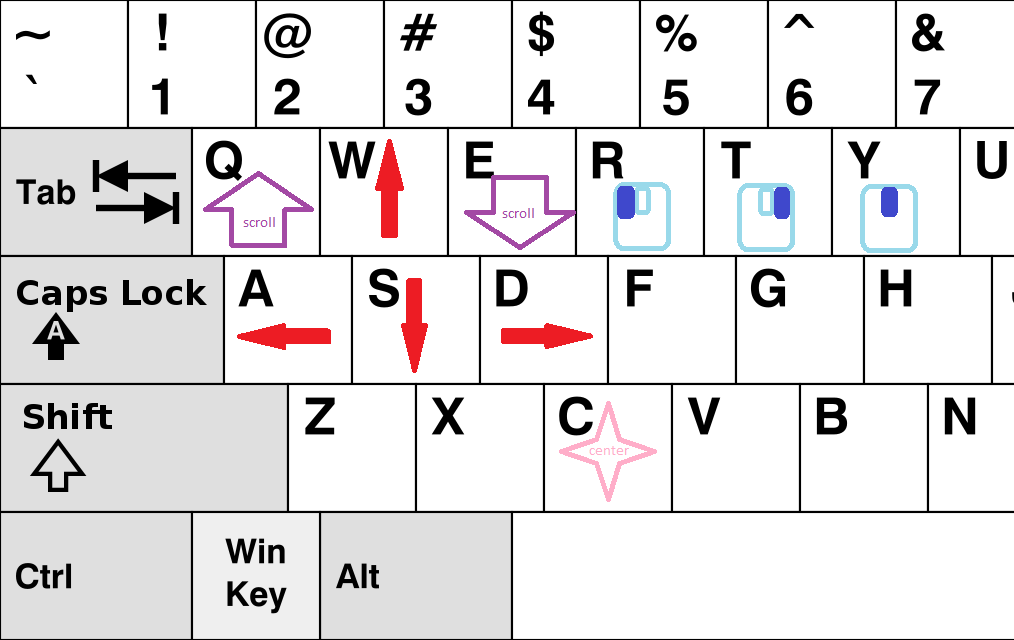 ~ ! @ # $ % ^ &
` 1 2 3 4 5 6 7
Tab Q W E R T Y U
scroll scroll
Caps Lock A S D F G H
A
Shift Z X C V B N
center
Ctrl Win Key Alt